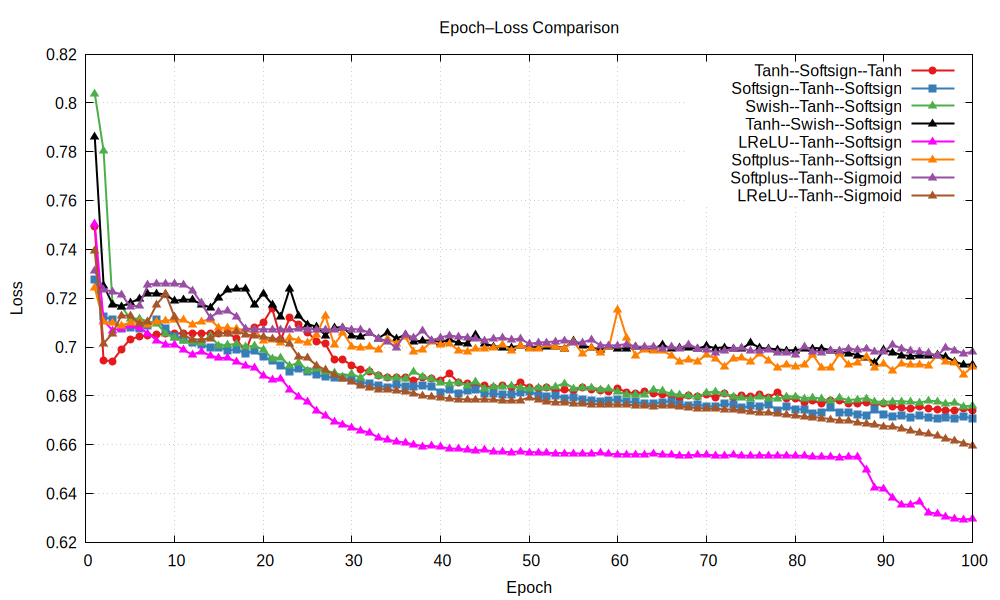 Epoch–Loss Comparison
Tanh--Softsign--Tanh
Softsign--Tanh--Softsign
Swish--Tanh--Softsign
Tanh--Swish--Softsign
LReLU--Tanh--Softsign
Softplus--Tanh--Softsign
Softplus--Tanh--Sigmoid
LReLU--Tanh--Sigmoid
Loss
0.82
0.8
0.78
0.76
0.74
0.72
0.7
0.68
0.66
0.64
0.62
0 10 20 30 40 50 60 70 80 90 100
Epoch